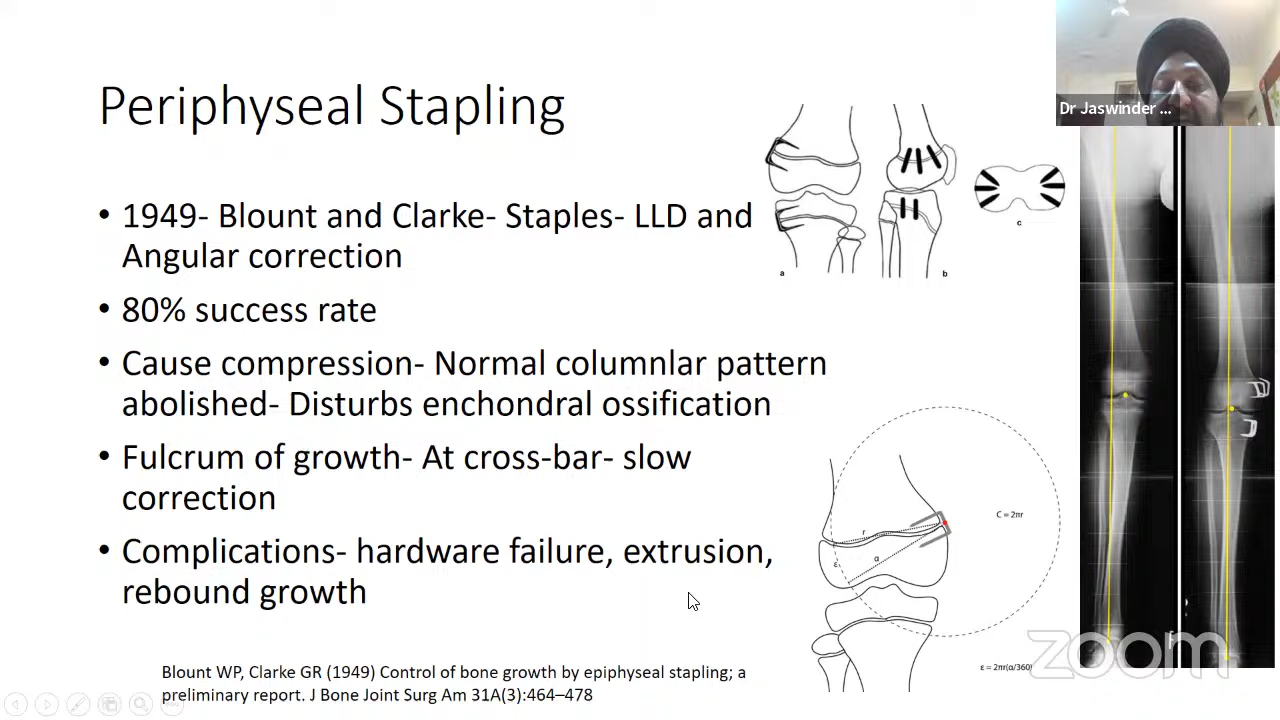 Periphyseal Stapling
Dr Jaswinder ...
• 1949- Blount and Clarke- Staples- LLD and
Angular correction
• 80% success rate
• Cause compression- Normal columnlar pattern
abolished- Disturbs enchondral ossification
• Fulcrum of growth- At cross-bar- slow
correction
• Complications- hardware failure, extrusion,
rebound growth
a
b
c
C = 2πr
r
α
ε
ε = 2πr(α/360)
zoom
Blount WP, Clarke GR (1949) Control of bone growth by epiphyseal stapling; a
preliminary report. J Bone Joint Surg Am 31A(3):464–478